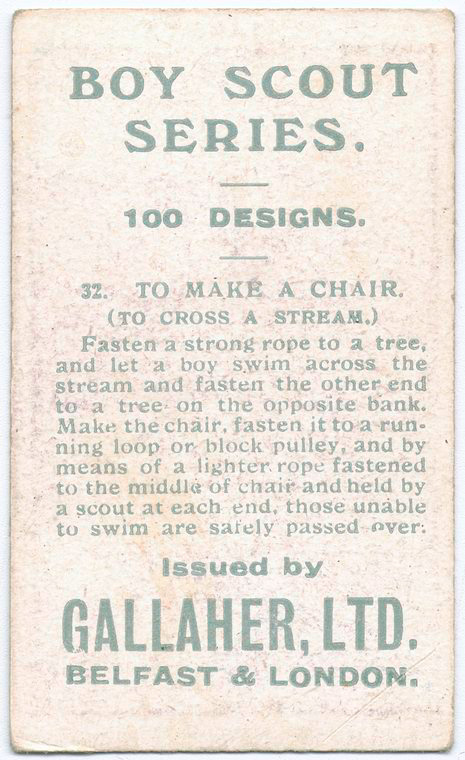 BOY SCOUT
SERIES.
100 DESIGNS.
32. TO MAKE A CHAIR.
(TO CROSS A STREAM.)
Fasten a strong rope to a tree,
and let a boy swim across the
stream and fasten the other end
to a tree on the opposite bank.
Make the chair, fasten it to a run-
ning loop or block pulley, and by
means of a lighter rope fastened
to the middle of chair and held by
a scout at each end, those unable
to swim are safely passed over.
Issued by
GALLAHER, LTD.
BELFAST & LONDON.